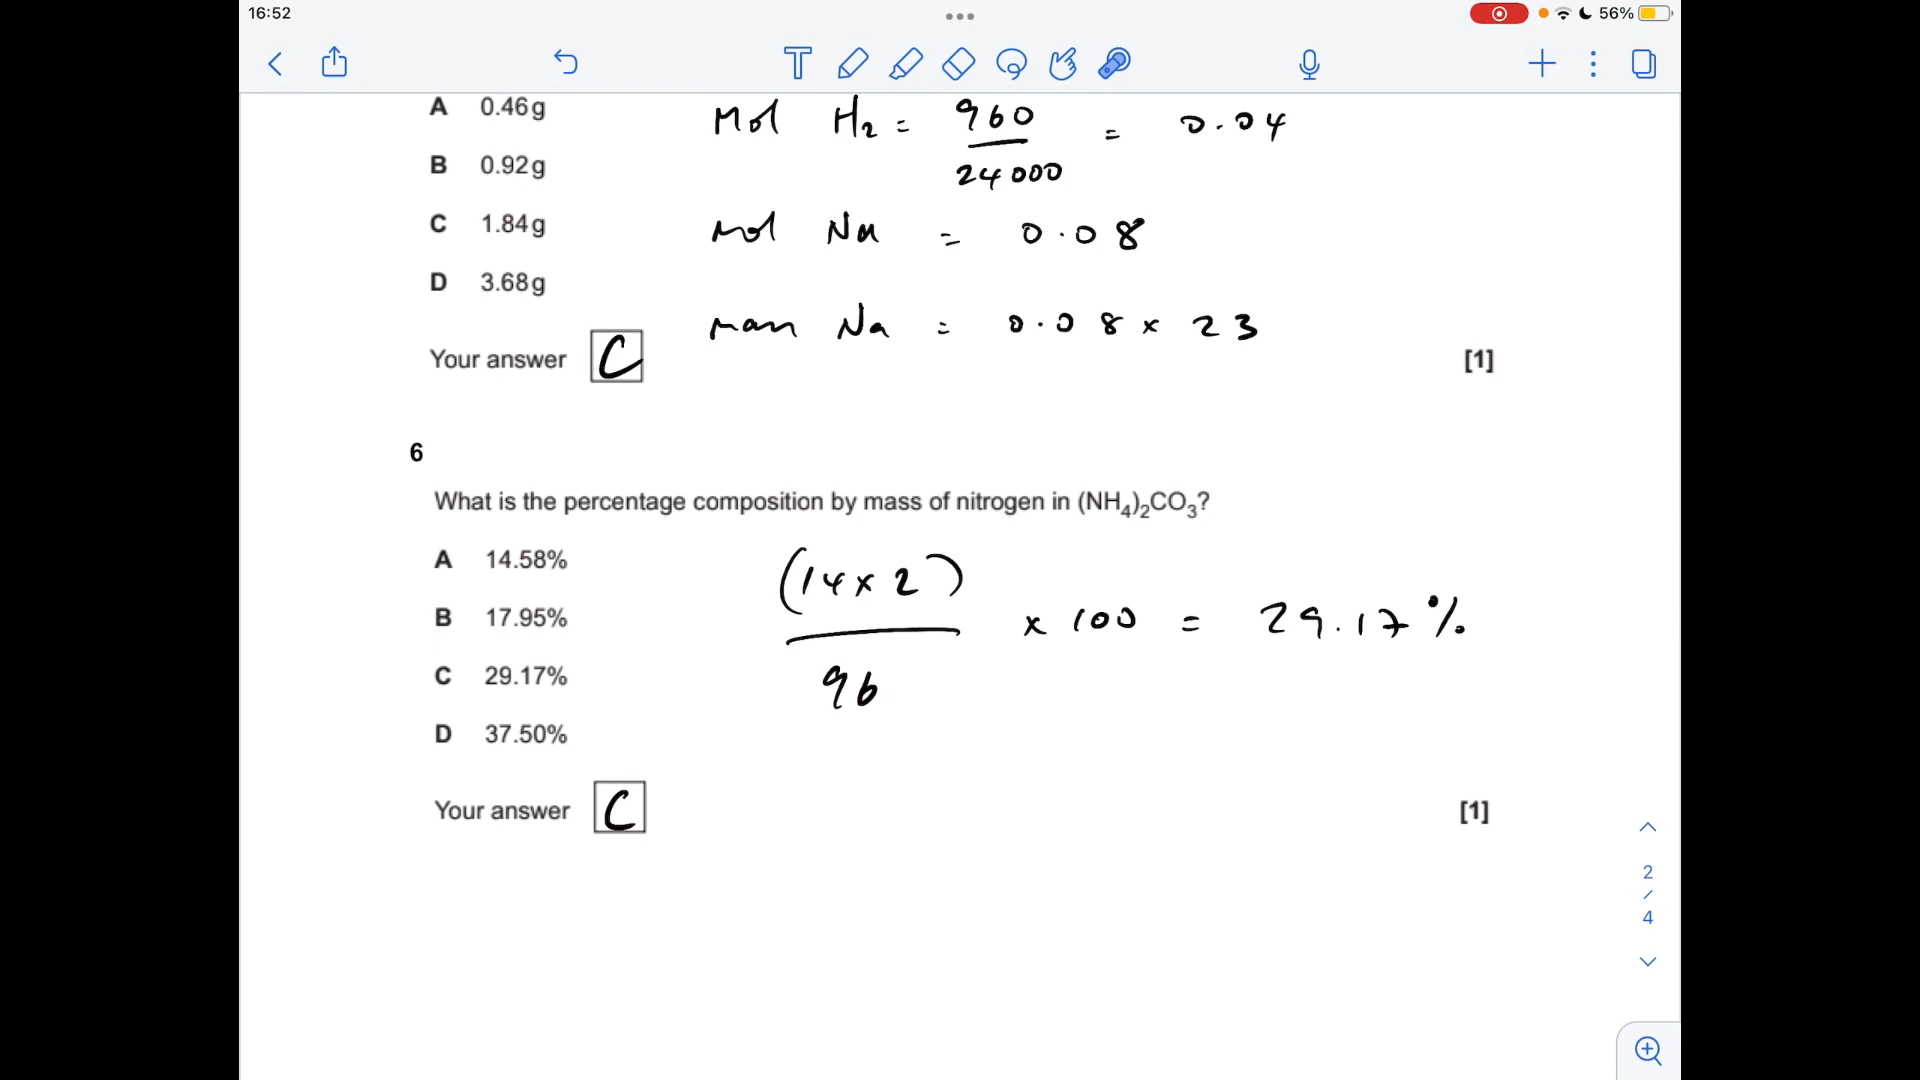 16:52
56%
A 0.46g
B 0.92g
C 1.84g
D 3.68g
Mol H₂ = 960 / 24000 = 0.04
Mol Na = 0.08
mass Na = 0.08 × 23
Your answer C [1]
6
What is the percentage composition by mass of nitrogen in (NH₄)₂CO₃?
A 14.58%
B 17.95%
C 29.17%
D 37.50%
(14 × 2) / 96 × 100 = 29.17%
Your answer C [1]
2
/
4